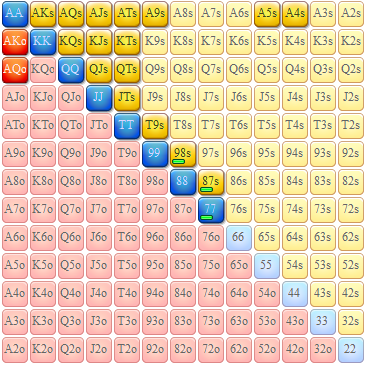 AA AKs AQs AJs ATs A9s A8s A7s A6s A5s A4s A3s A2s
AKo KK KQs KJs KTs K9s K8s K7s K6s K5s K4s K3s K2s
AQo KQo QQ QJs QTs Q9s Q8s Q7s Q6s Q5s Q4s Q3s Q2s
AJo KJo QJo JJ JTs J9s J8s J7s J6s J5s J4s J3s J2s
ATo KTo QTo JTo TT T9s T8s T7s T6s T5s T4s T3s T2s
A9o K9o Q9o J9o T9o 99 98s 97s 96s 95s 94s 93s 92s
A8o K8o Q8o J8o T8o 98o 88 87s 86s 85s 84s 83s 82s
A7o K7o Q7o J7o T7o 97o 87o 77 76s 75s 74s 73s 72s
A6o K6o Q6o J6o T6o 96o 86o 76o 66 65s 64s 63s 62s
A5o K5o Q5o J5o T5o 95o 85o 75o 65o 55 54s 53s 52s
A4o K4o Q4o J4o T4o 94o 84o 74o 64o 54o 44 43s 42s
A3o K3o Q3o J3o T3o 93o 83o 73o 63o 53o 43o 33 32s
A2o K2o Q2o J2o T2o 92o 82o 72o 62o 52o 42o 32o 22